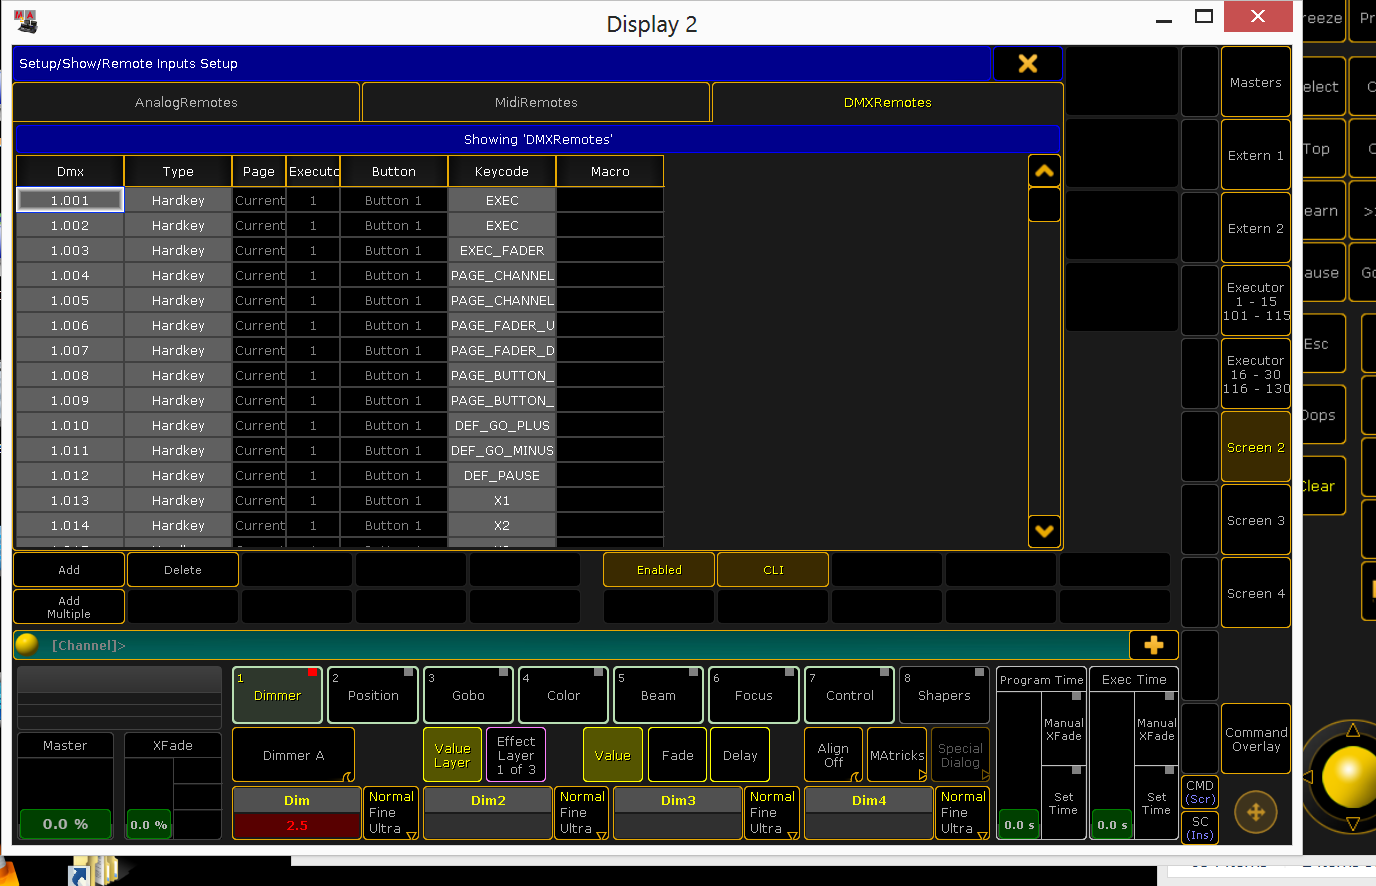 Display 2
Setup/Show/Remote Inputs Setup
AnalogRemotes MidiRemotes DMXRemotes
Showing 'DMXRemotes'
Dmx Type Page Executo Button Keycode Macro
1.001 Hardkey Current 1 Button 1 EXEC
1.002 Hardkey Current 1 Button 1 EXEC
1.003 Hardkey Current 1 Button 1 EXEC_FADER
1.004 Hardkey Current 1 Button 1 PAGE_CHANNEL
1.005 Hardkey Current 1 Button 1 PAGE_CHANNEL
1.006 Hardkey Current 1 Button 1 PAGE_FADER_U
1.007 Hardkey Current 1 Button 1 PAGE_FADER_D
1.008 Hardkey Current 1 Button 1 PAGE_BUTTON_
1.009 Hardkey Current 1 Button 1 PAGE_BUTTON_
1.010 Hardkey Current 1 Button 1 DEF_GO_PLUS
1.011 Hardkey Current 1 Button 1 DEF_GO_MINUS
1.012 Hardkey Current 1 Button 1 DEF_PAUSE
1.013 Hardkey Current 1 Button 1 X1
1.014 Hardkey Current 1 Button 1 X2
Add Delete Enabled CLI
Add
Multiple
[Channel]>
Masters
Extern 1
Extern 2
Executor
1 - 15
101 - 115
Executor
16 - 30
116 - 130
Screen 2
Screen 3
Screen 4
Command
Overlay
CMD
(Scr)
SC
(Ins)
1 Dimmer
2 Position
3 Gobo
4 Color
5 Beam
6 Focus
7 Control
8 Shapers
Program Time
Exec Time
Master
XFade
Dimmer A
Value
Layer
Effect
Layer
1 of 3
Value
Fade
Delay
Align
Off
MAtricks
Special
Dialog
Manual
XFade
Manual
XFade
Set
Time
Set
Time
0.0 %
0.0 %
Dim
2.5
Normal
Fine
Ultra
Dim2
Normal
Fine
Ultra
Dim3
Normal
Fine
Ultra
Dim4
Normal
Fine
Ultra
0.0 s
0.0 s
reeze
Pr
elect
Top
earn
>>
ause
Go
Esc
Oops
Clear